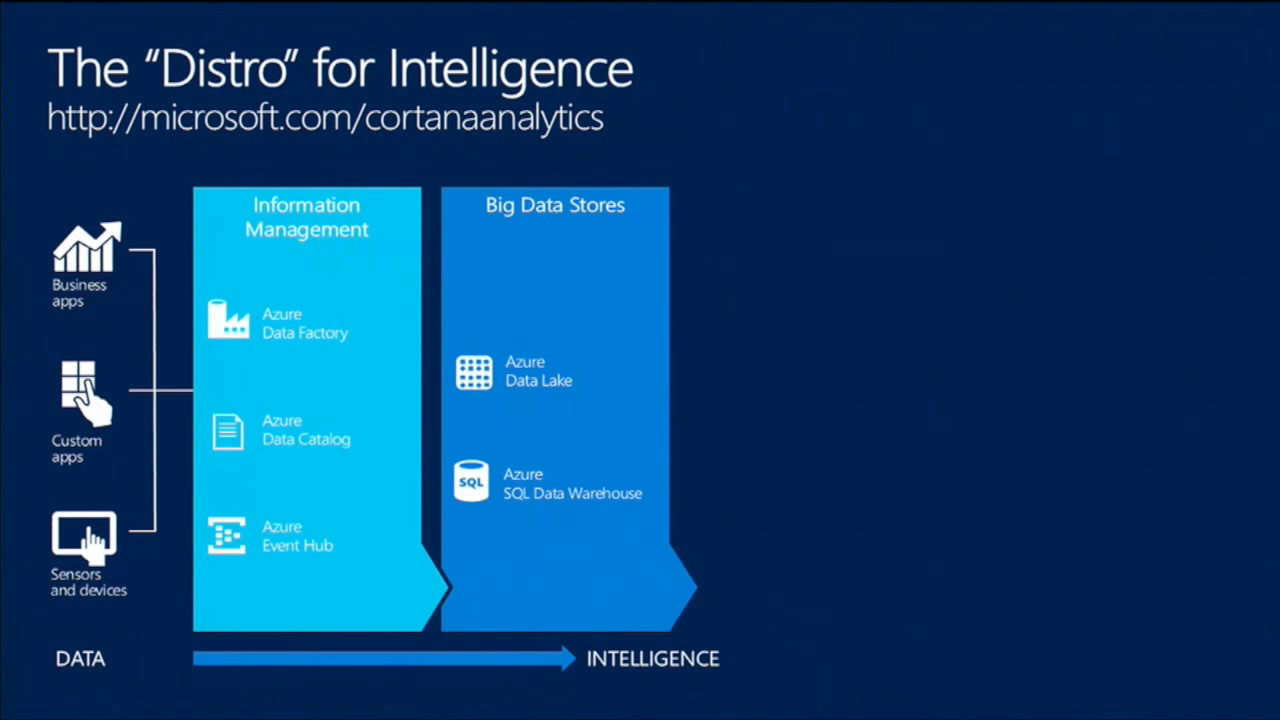 The “Distro” for Intelligence
http://microsoft.com/cortanaanalytics
Business
apps
Custom
apps
Sensors
and devices
Information
Management
Azure
Data Factory
Azure
Data Catalog
Azure
Event Hub
Big Data Stores
Azure
Data Lake
SQL
Azure
SQL Data Warehouse
DATA
INTELLIGENCE